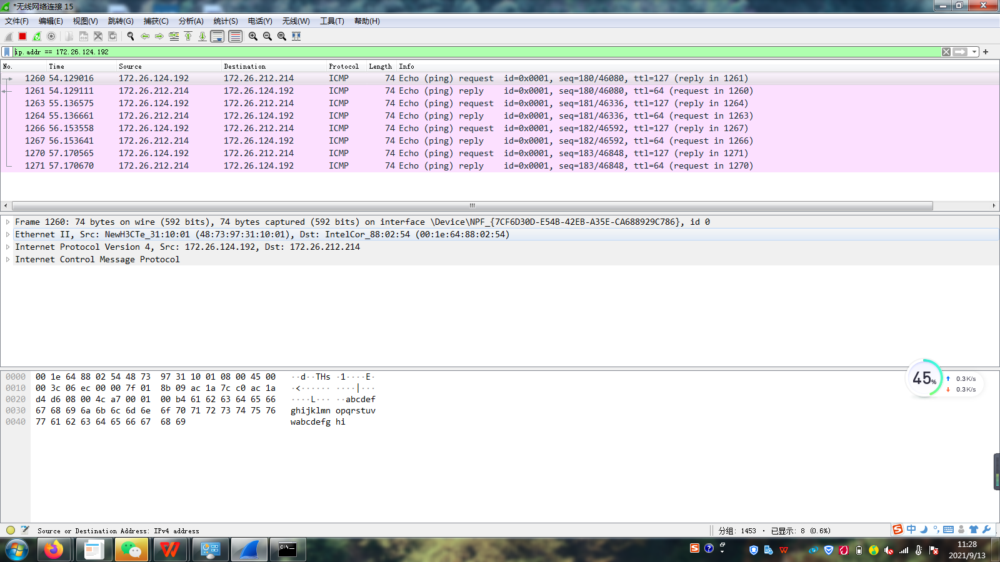 *无线网络连接 15
文件(F) 编辑(E) 视图(V) 跳转(G) 捕获(C) 分析(A) 统计(S) 电话(Y) 无线(W) 工具(T) 帮助(H)
ip.addr == 172.26.124.192
No. Time Source Destination Protocol Length Info
1260 54.129016 172.26.124.192 172.26.212.214 ICMP 74 Echo (ping) request id=0x0001, seq=180/46080, ttl=127 (reply in 1261)
1261 54.129111 172.26.212.214 172.26.124.192 ICMP 74 Echo (ping) reply id=0x0001, seq=180/46080, ttl=64 (request in 1260)
1263 55.136575 172.26.124.192 172.26.212.214 ICMP 74 Echo (ping) request id=0x0001, seq=181/46336, ttl=127 (reply in 1264)
1264 55.136661 172.26.212.214 172.26.124.192 ICMP 74 Echo (ping) reply id=0x0001, seq=181/46336, ttl=64 (request in 1263)
1266 56.153558 172.26.124.192 172.26.212.214 ICMP 74 Echo (ping) request id=0x0001, seq=182/46592, ttl=127 (reply in 1267)
1267 56.153641 172.26.212.214 172.26.124.192 ICMP 74 Echo (ping) reply id=0x0001, seq=182/46592, ttl=64 (request in 1266)
1270 57.170565 172.26.124.192 172.26.212.214 ICMP 74 Echo (ping) request id=0x0001, seq=183/46848, ttl=127 (reply in 1271)
1271 57.170670 172.26.212.214 172.26.124.192 ICMP 74 Echo (ping) reply id=0x0001, seq=183/46848, ttl=64 (request in 1270)
Frame 1260: 74 bytes on wire (592 bits), 74 bytes captured (592 bits) on interface \Device\NPF_{7CF6D30D-E54B-42EB-A35E-CA688929C786}, id 0
Ethernet II, Src: NewH3CTe_31:10:01 (48:73:97:31:10:01), Dst: IntelCor_88:02:54 (00:1e:64:88:02:54)
Internet Protocol Version 4, Src: 172.26.124.192, Dst: 172.26.212.214
Internet Control Message Protocol
0000 00 1e 64 88 02 54 48 73 97 31 10 01 08 00 45 00 ··d··THs ·1····E·
0010 00 3c 06 ec 00 00 7f 01 8b 09 ac 1a 7c c0 ac 1a ·<······ ····|···
0020 d4 d6 08 00 4c a7 00 01 00 b4 61 62 63 64 65 66 ····L··· ··abcdef
0030 67 68 69 6a 6b 6c 6d 6e 6f 70 71 72 73 74 75 76 ghijklmn opqrstuv
0040 77 61 62 63 64 65 66 67 68 69 wabcdefg hi
45%
0.3K/s
0.3K/s
Source or Destination Address: IPv4 address
分组: 1453 · 已显示: 8 (0.6%)
中
C:\.
11:28
2021/9/13